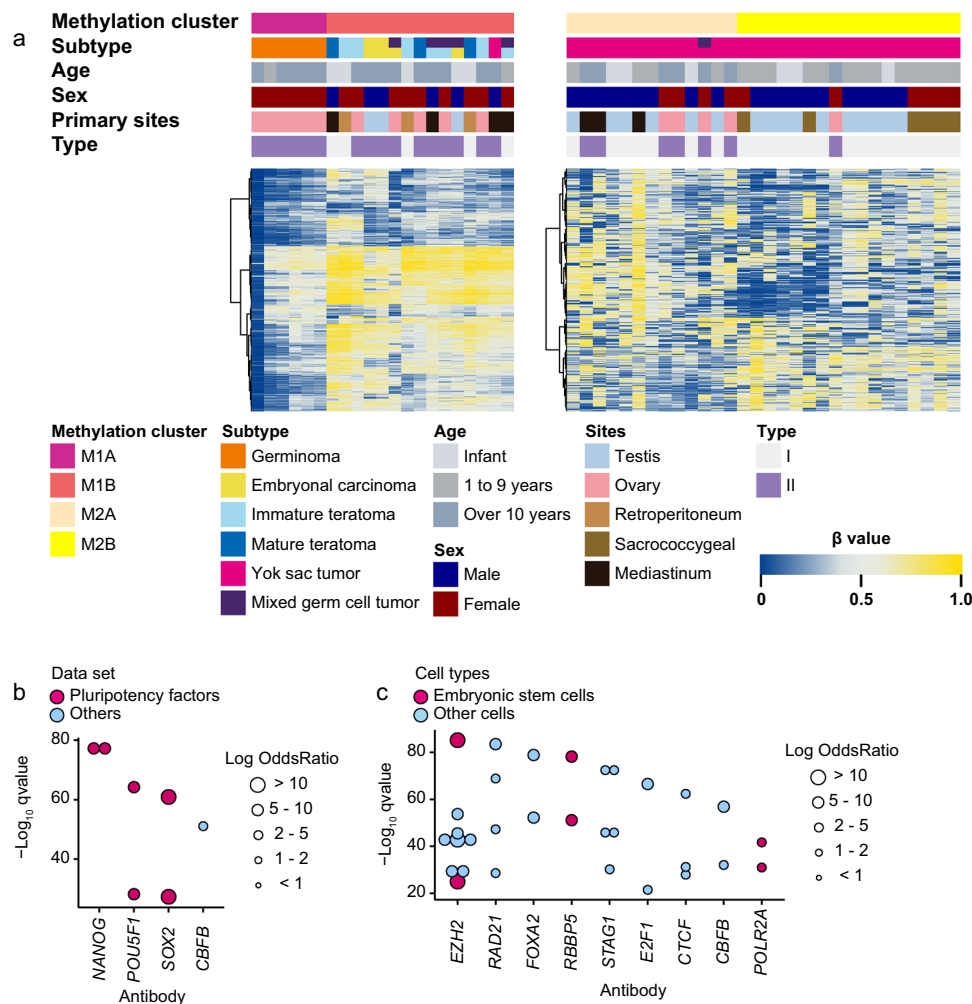 a
Methylation cluster
Subtype
Age
Sex
Primary sites
Type
Methylation cluster
M1A
M1B
M2A
M2B
Subtype
Germinoma
Embryonal carcinoma
Immature teratoma
Mature teratoma
Yok sac tumor
Mixed germ cell tumor
Age
Infant
1 to 9 years
Over 10 years
Sex
Male
Female
Sites
Testis
Ovary
Retroperitoneum
Sacrococcygeal
Mediastinum
Type
I
II
β value
0 0.5 1.0
b
Data set
Pluripotency factors
Others
80
60
40
−Log10 qvalue
Log OddsRatio
> 10
5 - 10
2 - 5
1 - 2
< 1
NANOG
POU5F1
SOX2
CBFB
Antibody
c
Cell types
Embryonic stem cells
Other cells
80
60
40
20
−Log10 qvalue
Log OddsRatio
> 10
5 - 10
2 - 5
1 - 2
< 1
EZH2
RAD21
FOXA2
RBBP5
STAG1
E2F1
CTCF
CBFB
POLR2A
Antibody